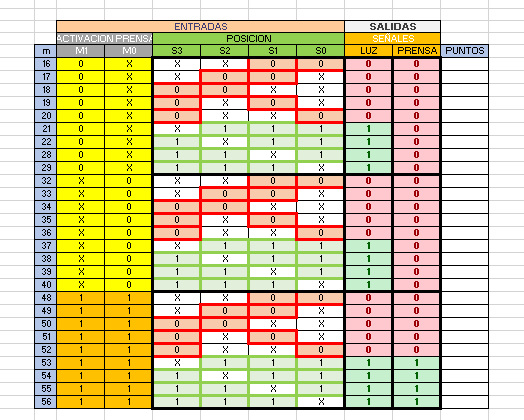 ENTRADAS SALIDAS
ACTIVACION PRENSA POSICION SEÑALES
m M1 M0 S3 S2 S1 S0 LUZ PRENSA PUNTOS
16 0 X X X 0 0 0 0
17 0 X X 0 0 X 0 0
18 0 X 0 0 X X 0 0
19 0 X 0 X 0 X 0 0
20 0 X 0 X X 0 0 0
21 0 X X 1 1 1 1 0
22 0 X 1 X 1 1 1 0
28 0 X 1 1 X 1 1 0
29 0 X 1 1 1 X 1 0
32 X 0 X X 0 0 0 0
33 X 0 X 0 0 X 0 0
34 X 0 0 0 X X 0 0
35 X 0 0 X 0 X 0 0
36 X 0 0 X X 0 0 0
37 X 0 X 1 1 1 1 0
38 X 0 1 X 1 1 1 0
39 X 0 1 1 X 1 1 0
40 X 0 1 1 1 X 1 0
48 1 1 X X 0 0 0 0
49 1 1 X 0 0 X 0 0
50 1 1 0 0 X X 0 0
51 1 1 0 X 0 X 0 0
52 1 1 0 X X 0 0 0
53 1 1 X 1 1 1 1 1
54 1 1 1 X 1 1 1 1
55 1 1 1 1 X 1 1 1
56 1 1 1 1 1 X 1 1